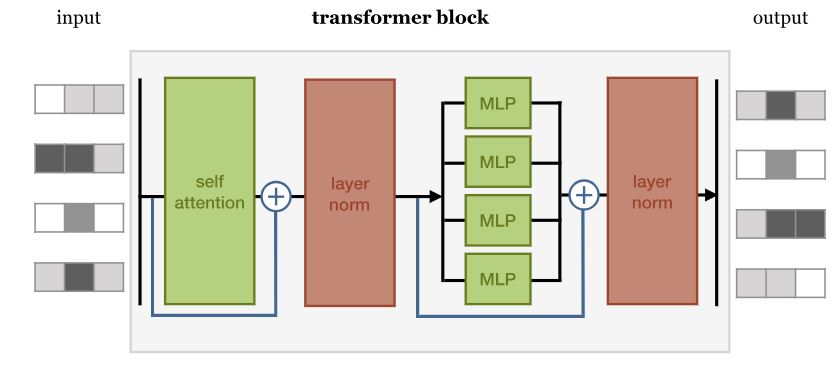 input
transformer block
output
self
attention
layer
norm
MLP
MLP
MLP
MLP
layer
norm